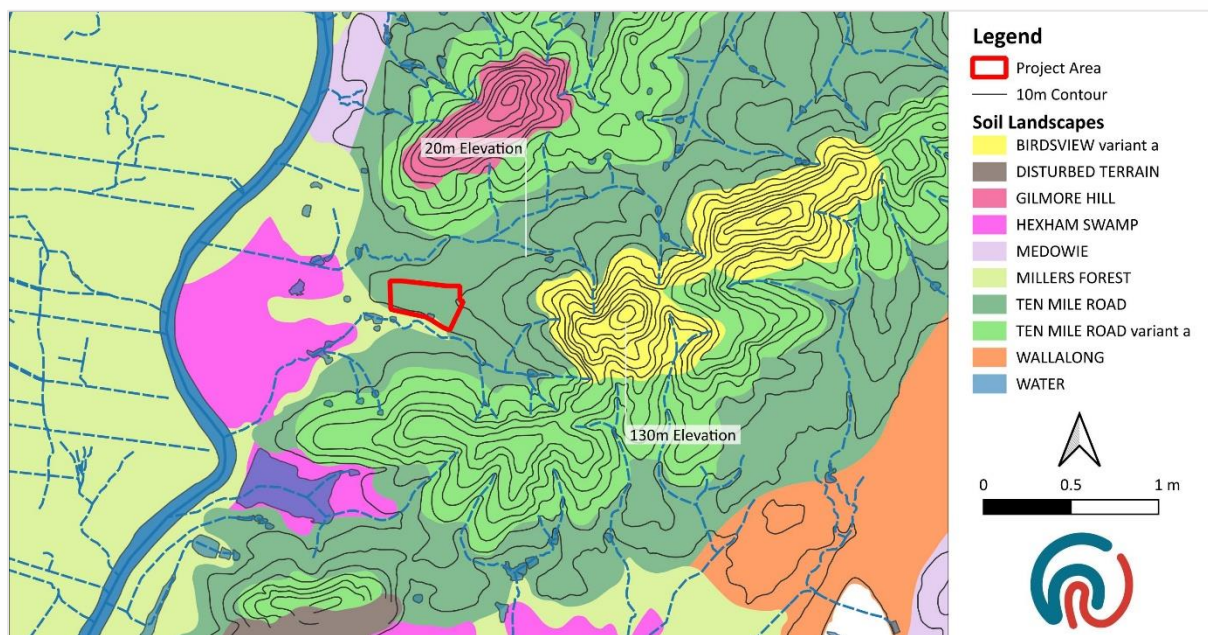 20m Elevation
130m Elevation
Legend
Project Area
10m Contour
Soil Landscapes
BIRDSVIEW variant a
DISTURBED TERRAIN
GILMORE HILL
HEXHAM SWAMP
MEDOWIE
MILLERS FOREST
TEN MILE ROAD
TEN MILE ROAD variant a
WALLALONG
WATER
0 0.5 1 m